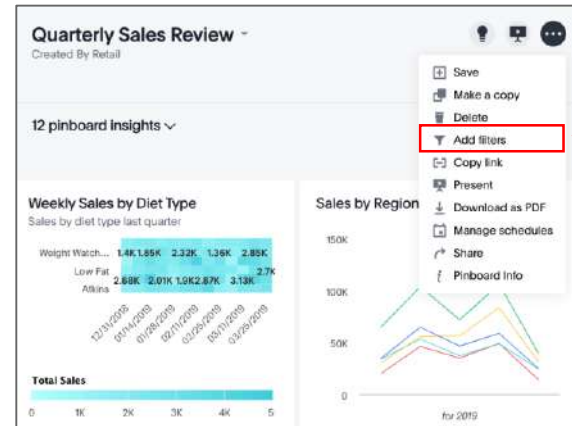 Quarterly Sales Review
Created By Retail
12 pinboard insights
Save
Make a copy
Delete
Add filters
Copy link
Present
Download as PDF
Manage schedules
Share
Pinboard Info
Weekly Sales by Diet Type
Sales by diet type last quarter
Weight Watch... 1.4K 1.85K 2.32K 1.36K 2.85K
Low Fat 2.7K
Atkins 2.68K 2.01K 1.9K 2.87K 3.13K
12/31/2018 01/14/2019 01/28/2019 02/11/2019 02/25/2019 03/11/2019 03/25/2019
Total Sales
0 1K 2K 3K 4K 5
Sales by Region
150K
100K
50K
0
for 2019